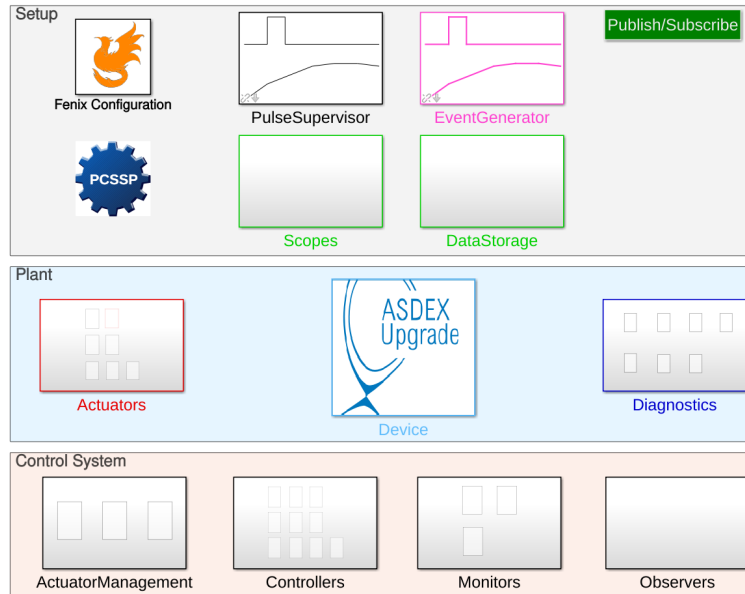 Setup
Publish/Subscribe
Fenix Configuration
PulseSupervisor
EventGenerator
PCSSP
Scopes
DataStorage
Plant
ASDEX
Upgrade
Actuators
Device
Diagnostics
Control System
ActuatorManagement
Controllers
Monitors
Observers